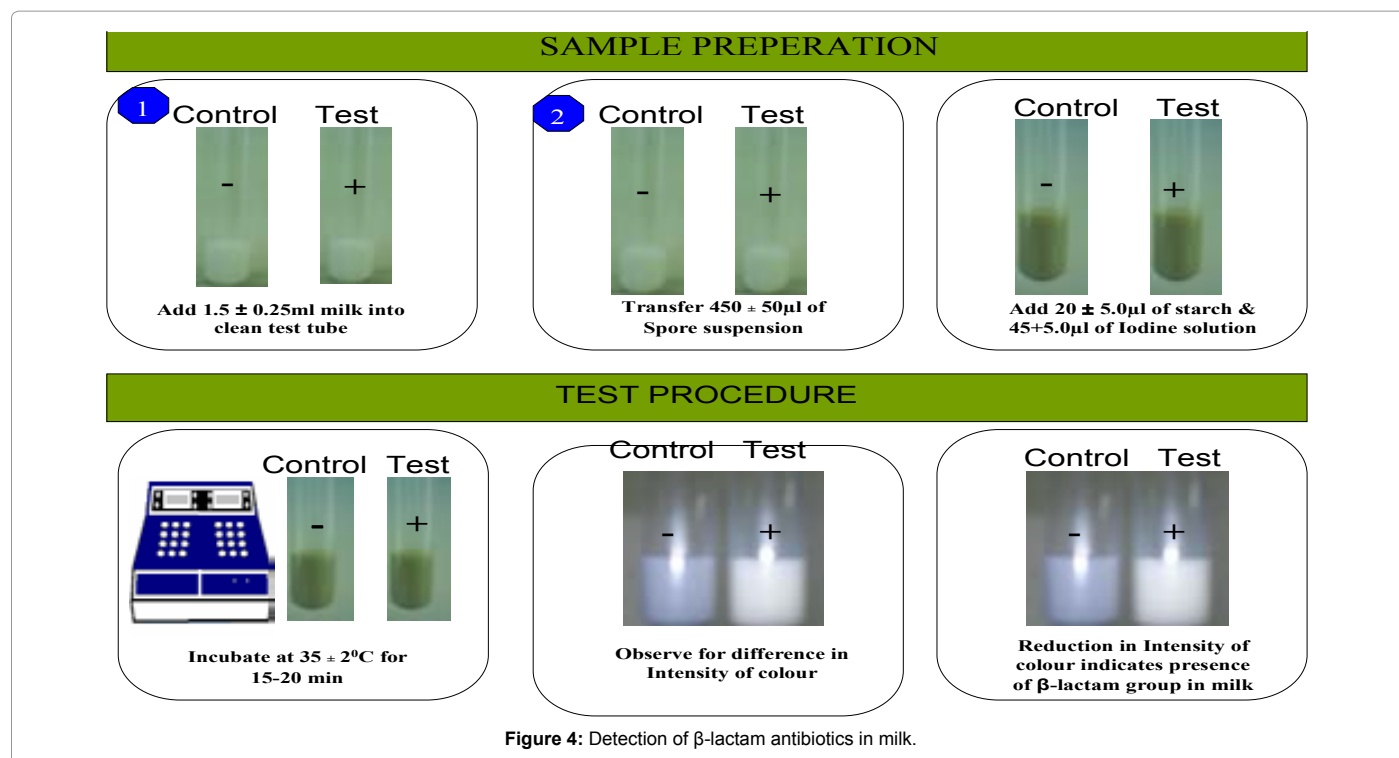 SAMPLE PREPERATION
1
Control Test
- +
Add 1.5 ± 0.25ml milk into
clean test tube
2
Control Test
- +
Transfer 450 ± 50µl of
Spore suspension
Control Test
- +
Add 20 ± 5.0µl of starch &
45+5.0µl of Iodine solution
TEST PROCEDURE
Control Test
- +
Incubate at 35 ± 2⁰C for
15-20 min
Control Test
- +
Observe for difference in
Intensity of colour
Control Test
- +
Reduction in Intensity of
colour indicates presence
of β-lactam group in milk
Figure 4: Detection of β-lactam antibiotics in milk.